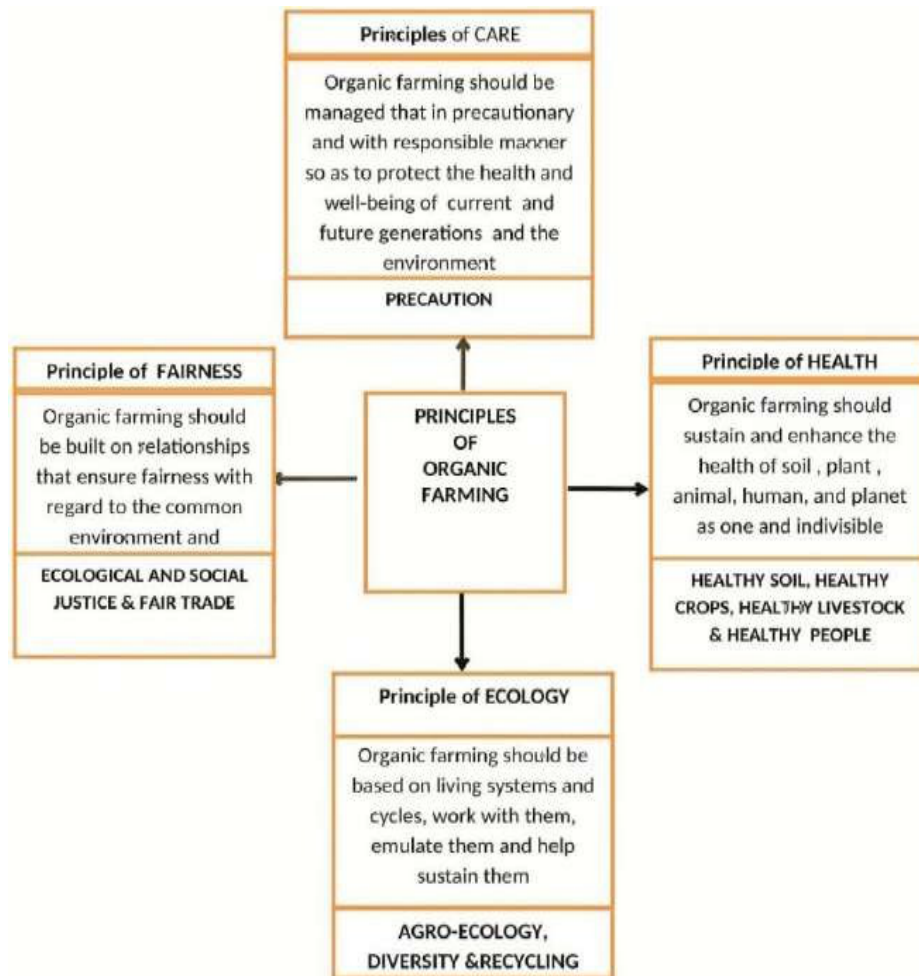 Principles of CARE
Organic farming should be
managed that in precautionary
and with responsible manner
so as to protect the health and
well-being of current and
future generations and the
environment
PRECAUTION
Principle of FAIRNESS
Organic farming should
be built on relationships
that ensure fairness with
regard to the common
environment and
ECOLOGICAL AND SOCIAL
JUSTICE & FAIR TRADE
PRINCIPLES
OF
ORGANIC
FARMING
Principle of HEALTH
Organic farming should
sustain and enhance the
health of soil , plant ,
animal, human, and planet
as one and indivisible
HEALTHY SOIL, HEALTHY
CROPS, HEALTHY LIVESTOCK
& HEALTHY PEOPLE
Principle of ECOLOGY
Organic farming should be
based on living systems and
cycles, work with them,
emulate them and help
sustain them
AGRO-ECOLOGY,
DIVERSITY &RECYCLING